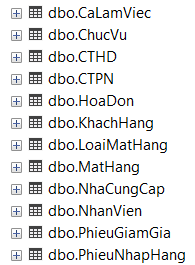 dbo.CaLamViec
dbo.ChucVu
dbo.CTHD
dbo.CTPN
dbo.HoaDon
dbo.KhachHang
dbo.LoaiMatHang
dbo.MatHang
dbo.NhaCungCap
dbo.NhanVien
dbo.PhieuGiamGia
dbo.PhieuNhapHang